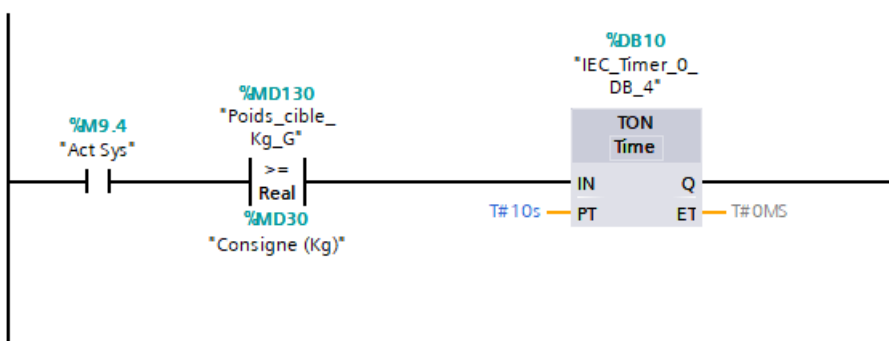 %DB10
"IEC_Timer_0_
DB_4"
%MD130
"Poids_cible_
Kg_G"
%M9.4
"Act Sys"
>=
Real
%MD30
"Consigne (Kg)"
TON
Time
IN Q
T#10s PT ET T#0MS